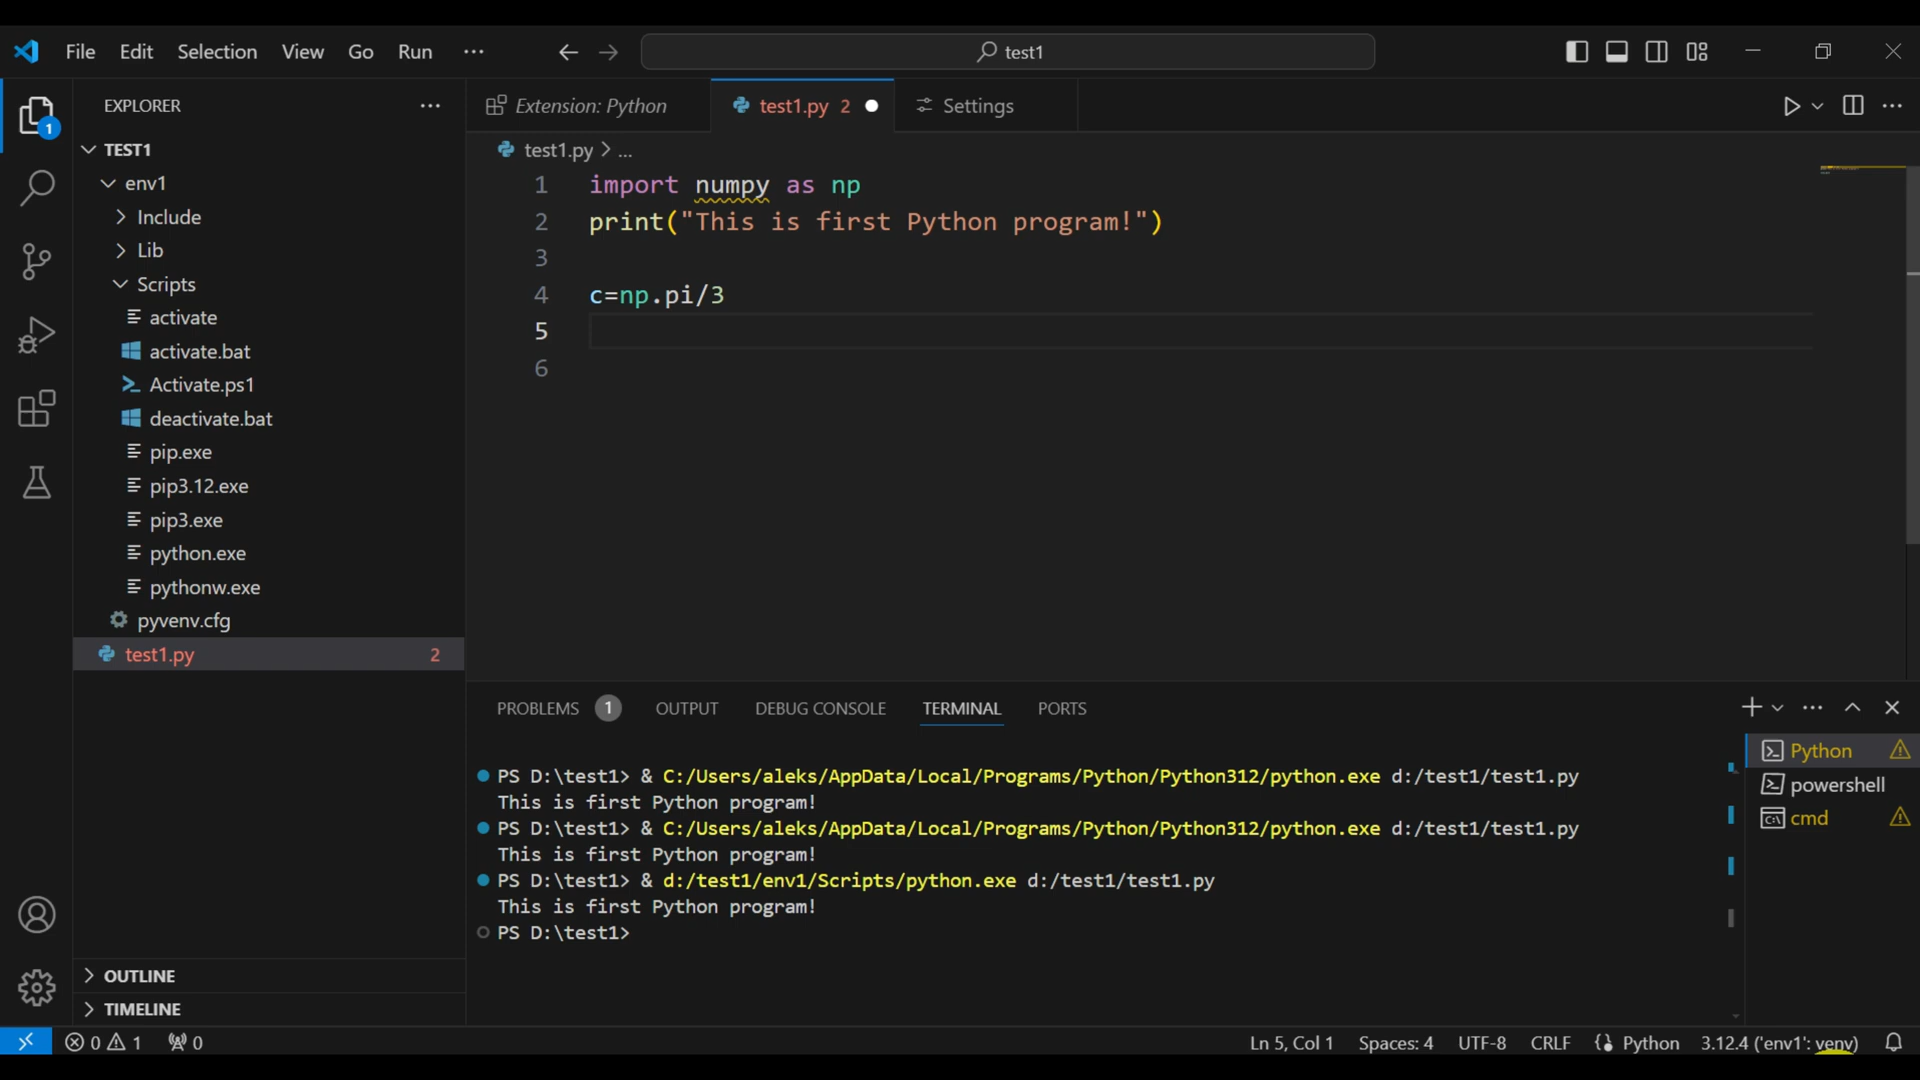 File Edit Selection View Go Run ··· test1
EXPLORER ···
TEST1
env1
Include
Lib
Scripts
activate
activate.bat
Activate.ps1
deactivate.bat
pip.exe
pip3.12.exe
pip3.exe
python.exe
pythonw.exe
pyvenv.cfg
test1.py 2
OUTLINE
TIMELINE
1
Extension: Python test1.py 2 Settings
test1.py > ...
1 import numpy as np
2 print("This is first Python program!")
3
4 c=np.pi/3
5
6
PROBLEMS 1 OUTPUT DEBUG CONSOLE TERMINAL PORTS
PS D:\test1> & C:/Users/aleks/AppData/Local/Programs/Python/Python312/python.exe d:/test1/test1.py
This is first Python program!
PS D:\test1> & C:/Users/aleks/AppData/Local/Programs/Python/Python312/python.exe d:/test1/test1.py
This is first Python program!
PS D:\test1> & d:/test1/env1/Scripts/python.exe d:/test1/test1.py
This is first Python program!
PS D:\test1>
Python
powershell
cmd
0 1 0 Ln 5, Col 1 Spaces: 4 UTF-8 CRLF Python 3.12.4 ('env1': venv)